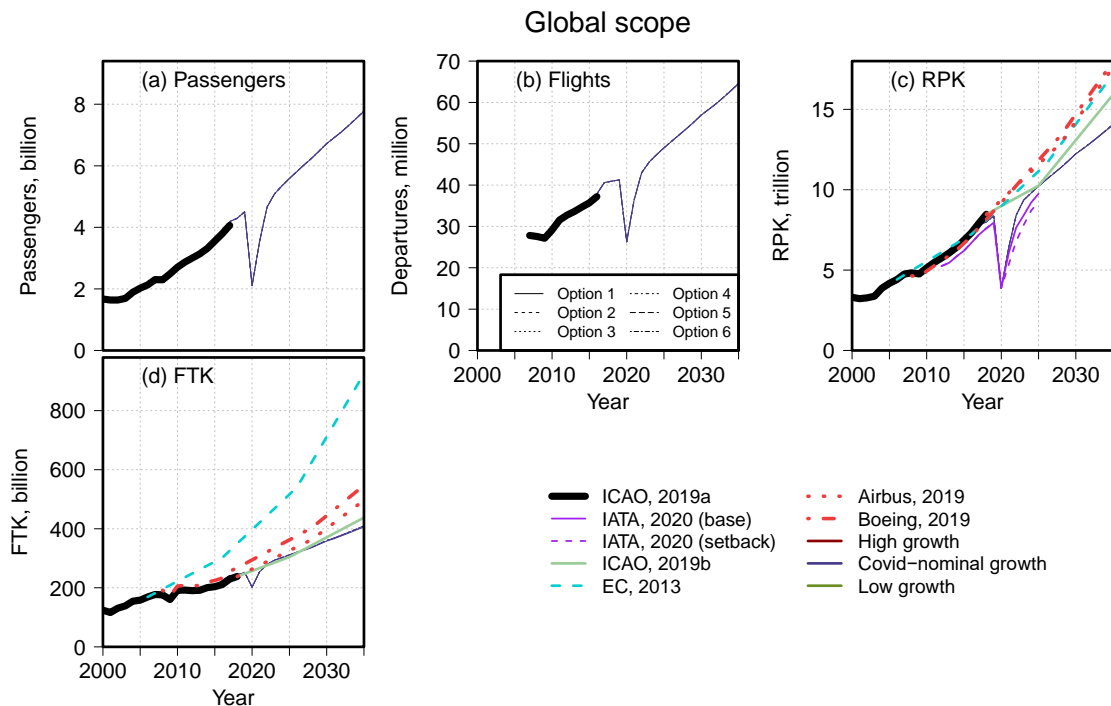 Global scope
(a) Passengers
Passengers, billion
8
6
4
2
0
(b) Flights
Departures, million
70
60
50
40
30
20
10
0
Option 1
Option 2
Option 3
Option 4
Option 5
Option 6
2000 2010 2020 2030
Year
(c) RPK
RPK, trillion
15
10
5
0
2000 2010 2020 2030
Year
(d) FTK
FTK, billion
800
600
400
200
0
2000 2010 2020 2030
Year
ICAO, 2019a
IATA, 2020 (base)
IATA, 2020 (setback)
ICAO, 2019b
EC, 2013
Airbus, 2019
Boeing, 2019
High growth
Covid−nominal growth
Low growth